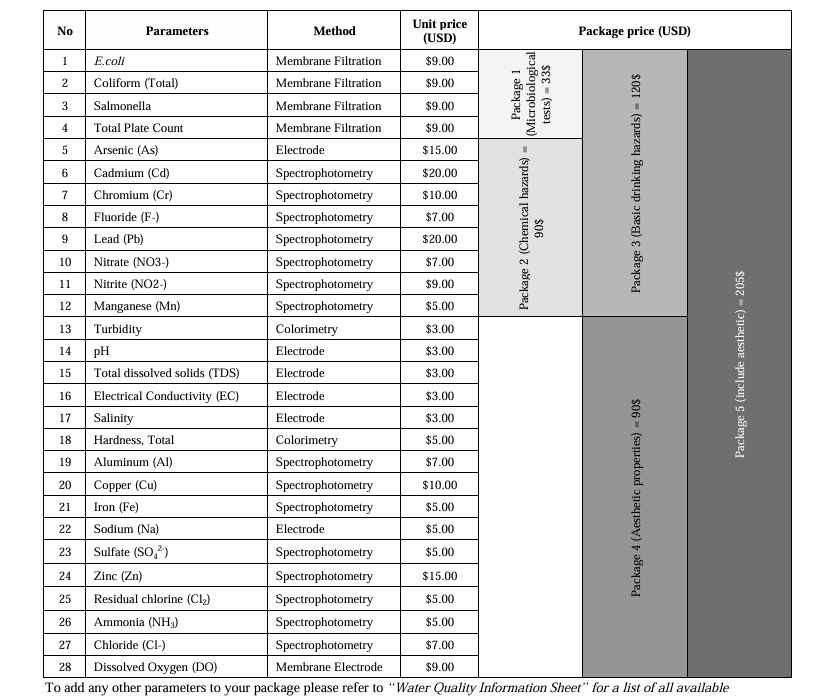 No Parameters Method Unit price (USD) Package price (USD)
1 E.coli Membrane Filtration $9.00
2 Coliform (Total) Membrane Filtration $9.00
3 Salmonella Membrane Filtration $9.00
4 Total Plate Count Membrane Filtration $9.00
5 Arsenic (As) Electrode $15.00
6 Cadmium (Cd) Spectrophotometry $20.00
7 Chromium (Cr) Spectrophotometry $10.00
8 Fluoride (F-) Spectrophotometry $7.00
9 Lead (Pb) Spectrophotometry $20.00
10 Nitrate (NO3-) Spectrophotometry $7.00
11 Nitrite (NO2-) Spectrophotometry $9.00
12 Manganese (Mn) Spectrophotometry $5.00
13 Turbidity Colorimetry $3.00
14 pH Electrode $3.00
15 Total dissolved solids (TDS) Electrode $3.00
16 Electrical Conductivity (EC) Electrode $3.00
17 Salinity Electrode $3.00
18 Hardness, Total Colorimetry $5.00
19 Aluminum (Al) Spectrophotometry $7.00
20 Copper (Cu) Spectrophotometry $10.00
21 Iron (Fe) Spectrophotometry $5.00
22 Sodium (Na) Electrode $5.00
23 Sulfate (SO₄²⁻) Spectrophotometry $5.00
24 Zinc (Zn) Spectrophotometry $15.00
25 Residual chlorine (Cl₂) Spectrophotometry $5.00
26 Ammonia (NH₃) Spectrophotometry $5.00
27 Chloride (Cl-) Spectrophotometry $7.00
28 Dissolved Oxygen (DO) Membrane Electrode $9.00
Package 1
(Microbiological
tests) = 33$
Package 2 (Chemical hazards) =
90$
Package 3 (Basic drinking hazards) = 120$
Package 4 (Aesthetic properties) = 90$
Package 5 (include aesthetic) = 205$
To add any other parameters to your package please refer to "Water Quality Information Sheet" for a list of all available